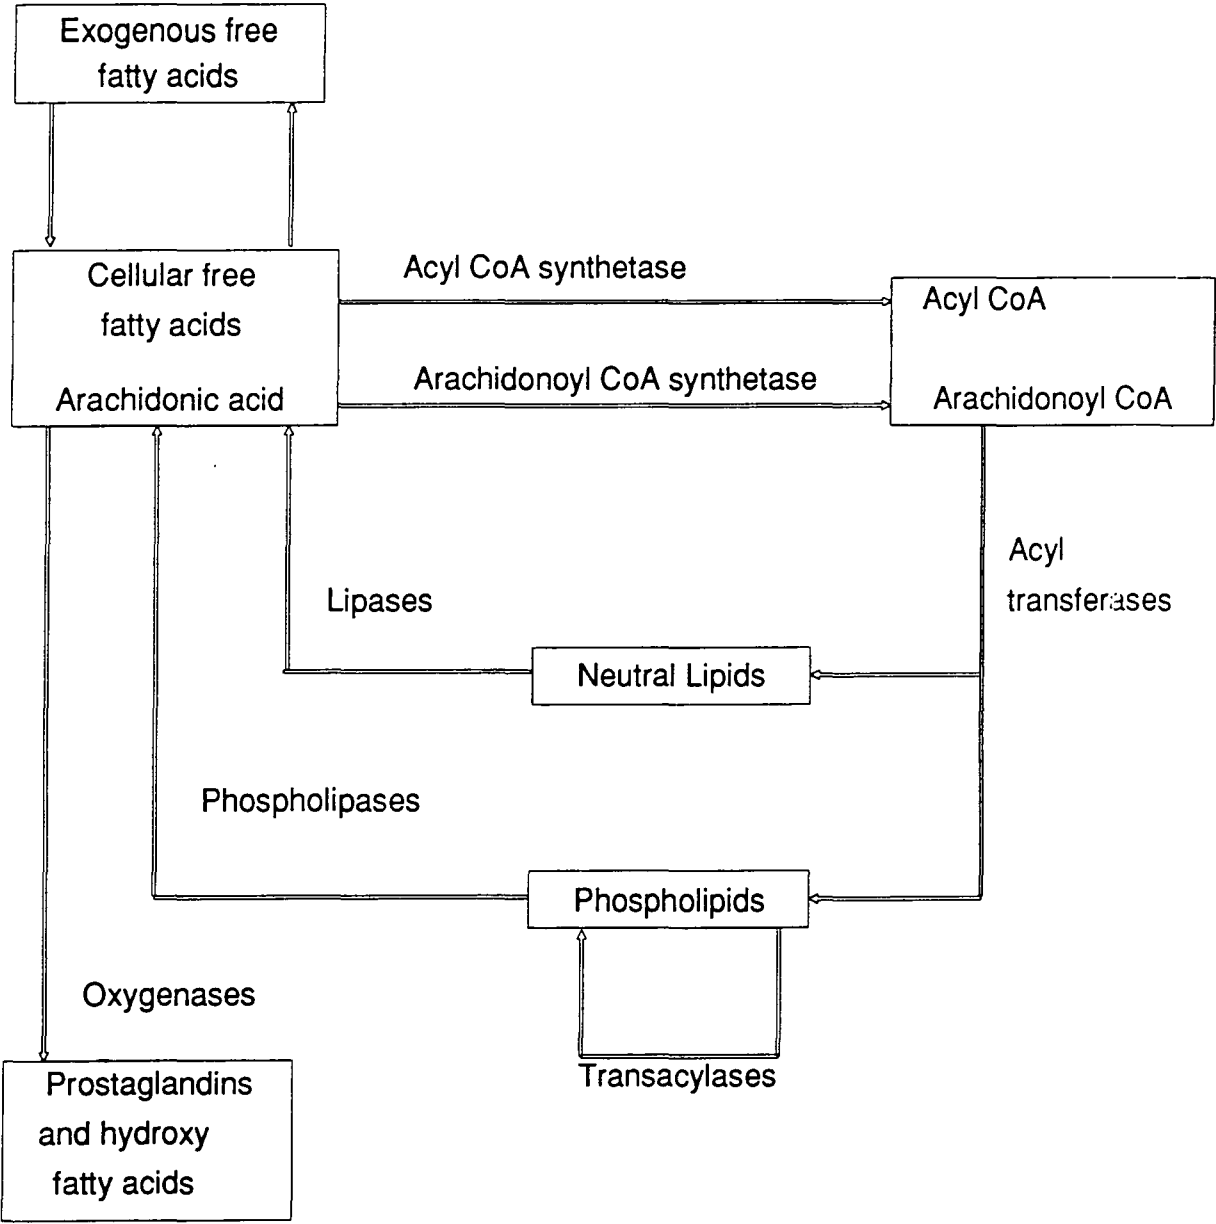 Exogenous free
fatty acids
Cellular free
fatty acids
Arachidonic acid
Acyl CoA synthetase
Arachidonoyl CoA synthetase
Acyl CoA
Arachidonoyl CoA
Acyl
transferases
Lipases
Neutral Lipids
Phospholipases
Phospholipids
Oxygenases
Transacylases
Prostaglandins
and hydroxy
fatty acids